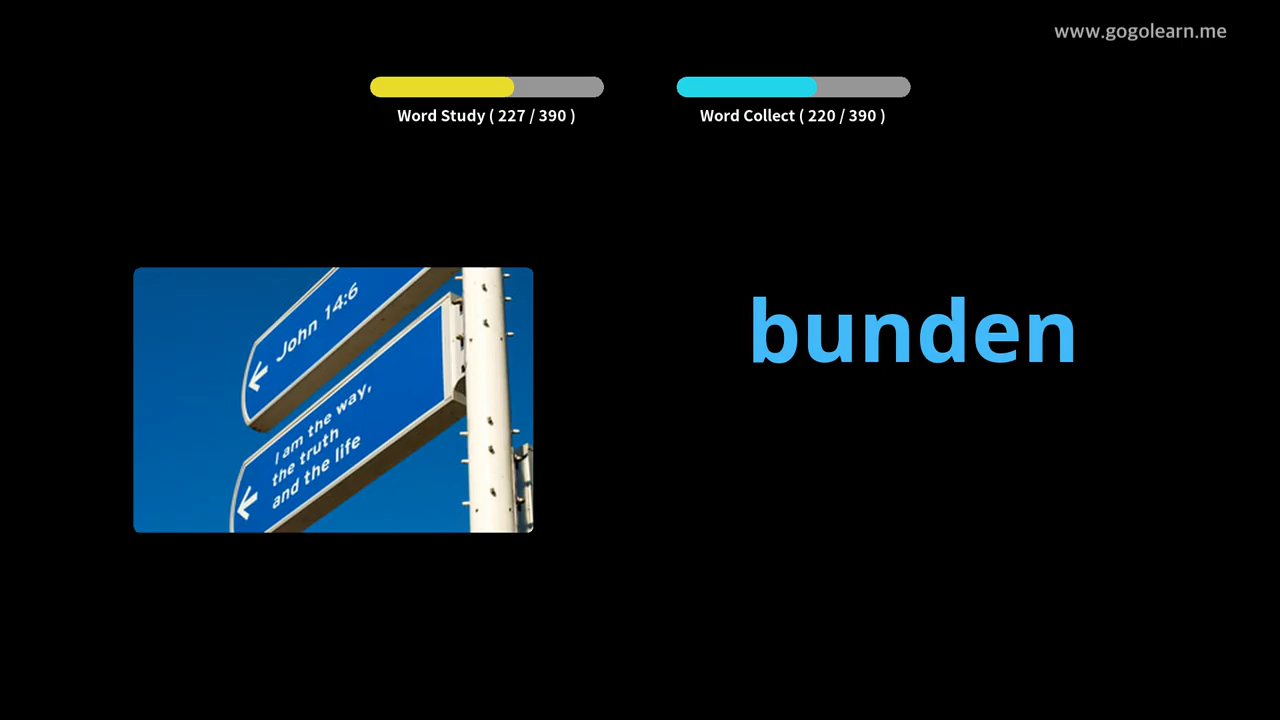 www.gogolearn.me
Word Study ( 227 / 390 )
Word Collect ( 220 / 390 )
John 14:6
I am the way,
the truth
and the life
bunden